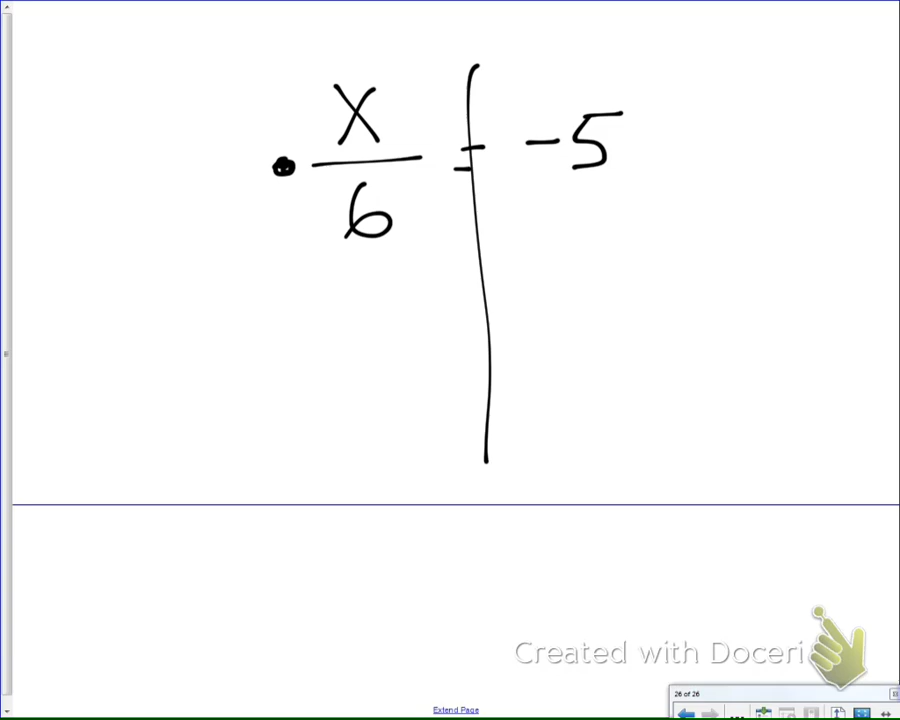 x
• — = -5
6
Created with Doceri
26 of 26
Extend Page